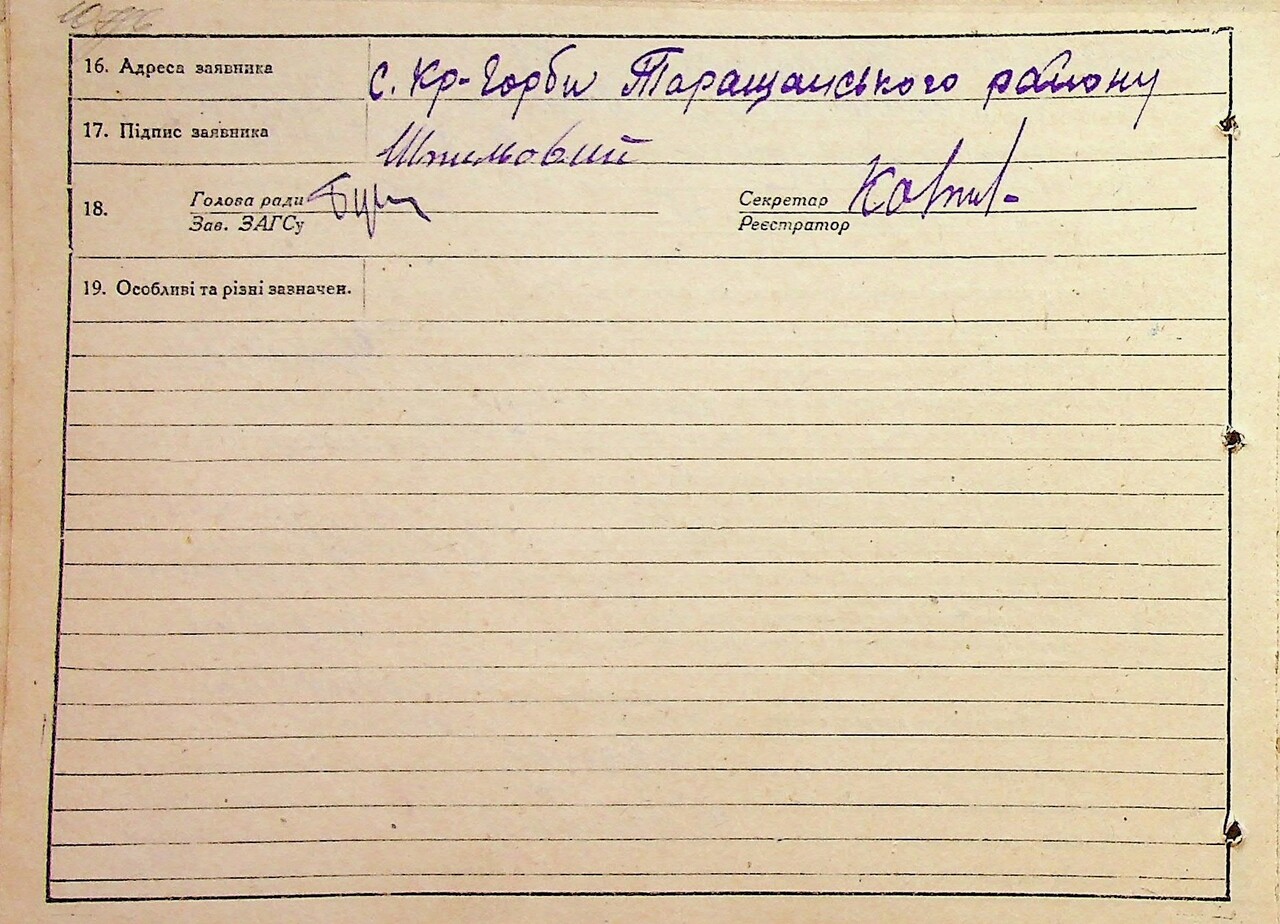 16. Адреса заявника с. Кр-Горби Таращанського району
17. Підпис заявника
18. Голова ради Секретар
Зав. ЗАГСу Реєстратор
19. Особливі та різні зазначен.